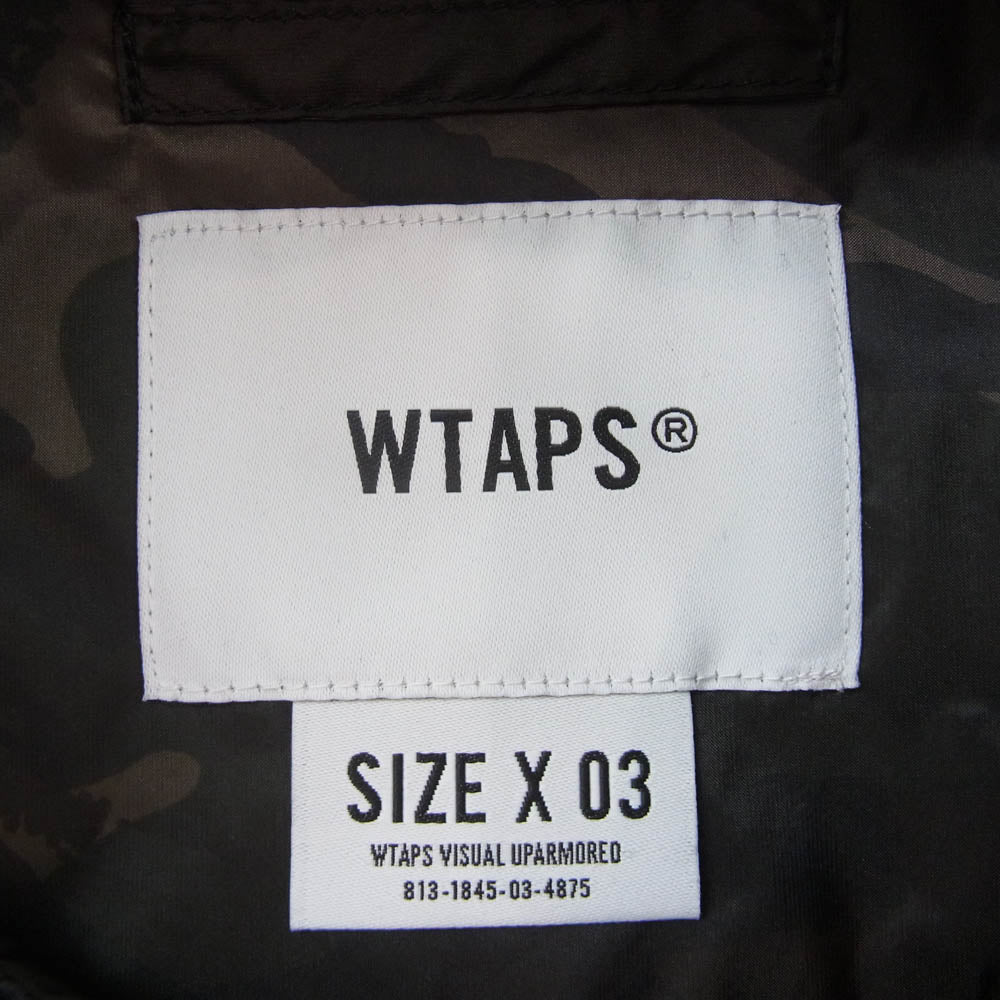 WTAPS®
SIZE X 03
WTAPS VISUAL UPARMORED
813-1845-03-4875